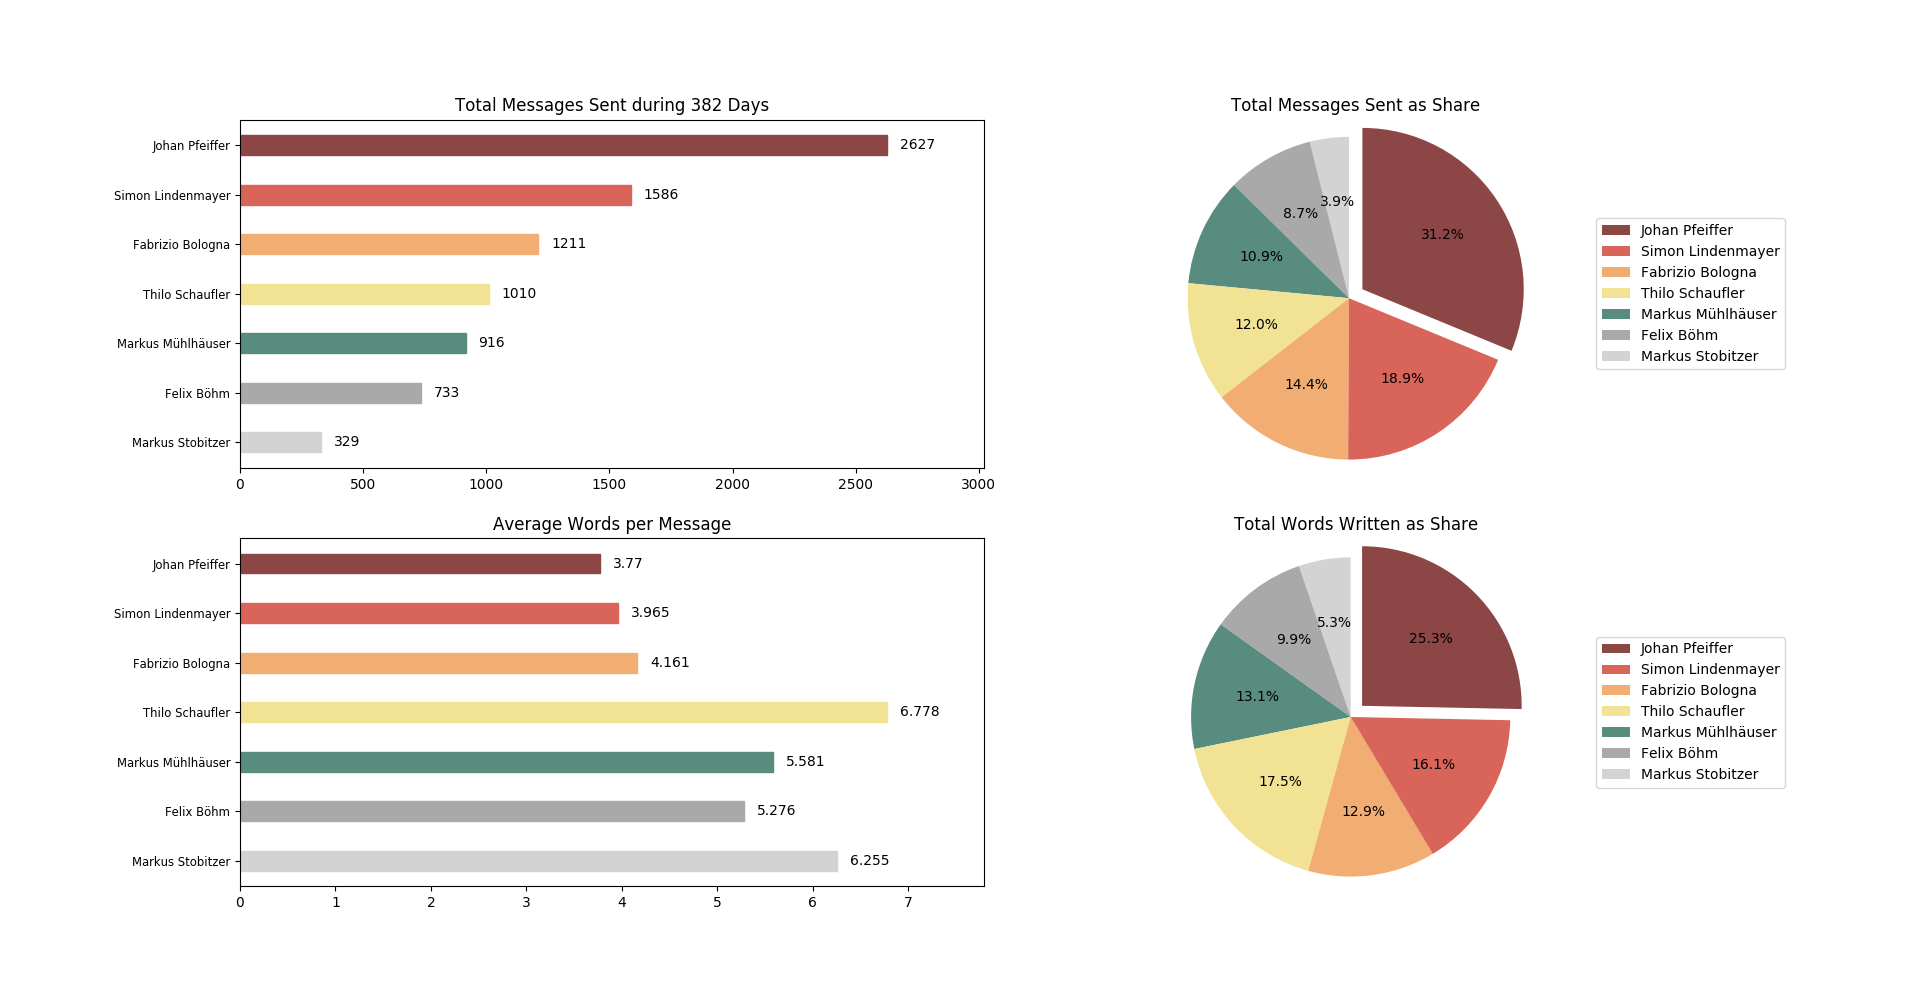 Total Messages Sent during 382 Days
Johan Pfeiffer 2627
Simon Lindenmayer 1586
Fabrizio Bologna 1211
Thilo Schaufler 1010
Markus Mühlhäuser 916
Felix Böhm 733
Markus Stobitzer 329
0 500 1000 1500 2000 2500 3000
Total Messages Sent as Share
31.2%
18.9%
14.4%
12.0%
10.9%
8.7%
3.9%
Johan Pfeiffer
Simon Lindenmayer
Fabrizio Bologna
Thilo Schaufler
Markus Mühlhäuser
Felix Böhm
Markus Stobitzer
Average Words per Message
Johan Pfeiffer 3.77
Simon Lindenmayer 3.965
Fabrizio Bologna 4.161
Thilo Schaufler 6.778
Markus Mühlhäuser 5.581
Felix Böhm 5.276
Markus Stobitzer 6.255
0 1 2 3 4 5 6 7
Total Words Written as Share
25.3%
16.1%
12.9%
17.5%
13.1%
9.9%
5.3%
Johan Pfeiffer
Simon Lindenmayer
Fabrizio Bologna
Thilo Schaufler
Markus Mühlhäuser
Felix Böhm
Markus Stobitzer